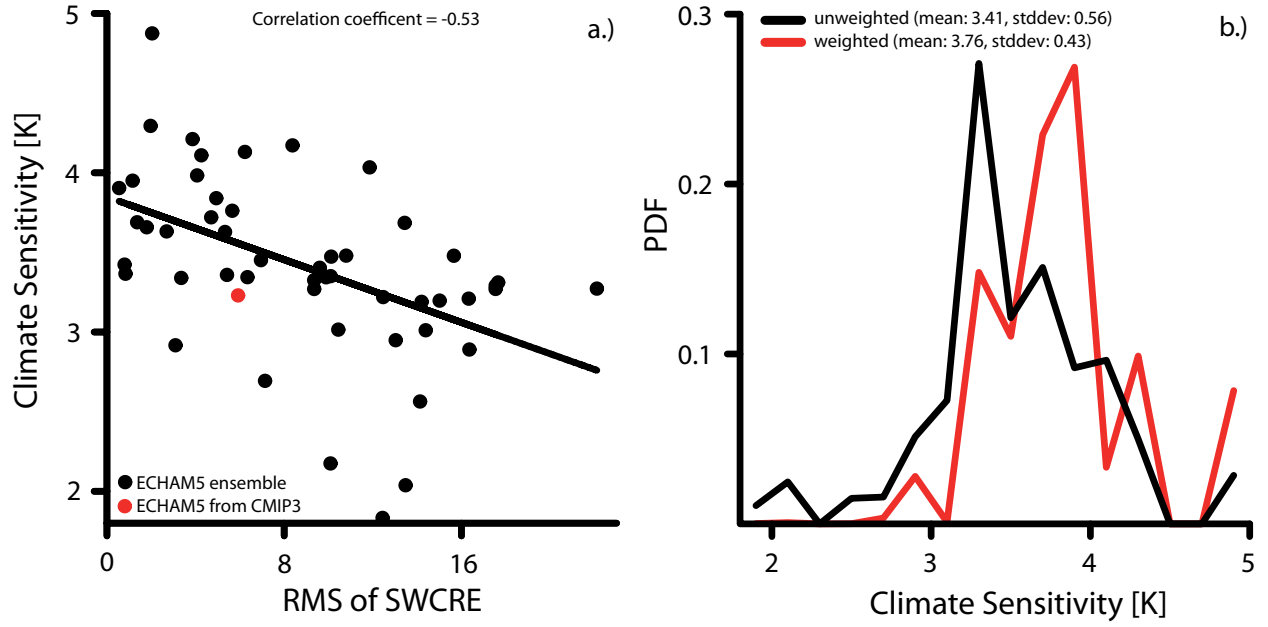 Correlation coefficent = -0.53
a.)
5
4
3
2
Climate Sensitivity [K]
ECHAM5 ensemble
ECHAM5 from CMIP3
0
8
16
RMS of SWCRE
unweighted (mean: 3.41, stddev: 0.56)
weighted (mean: 3.76, stddev: 0.43)
b.)
0.3
0.2
0.1
PDF
2
3
4
5
Climate Sensitivity [K]